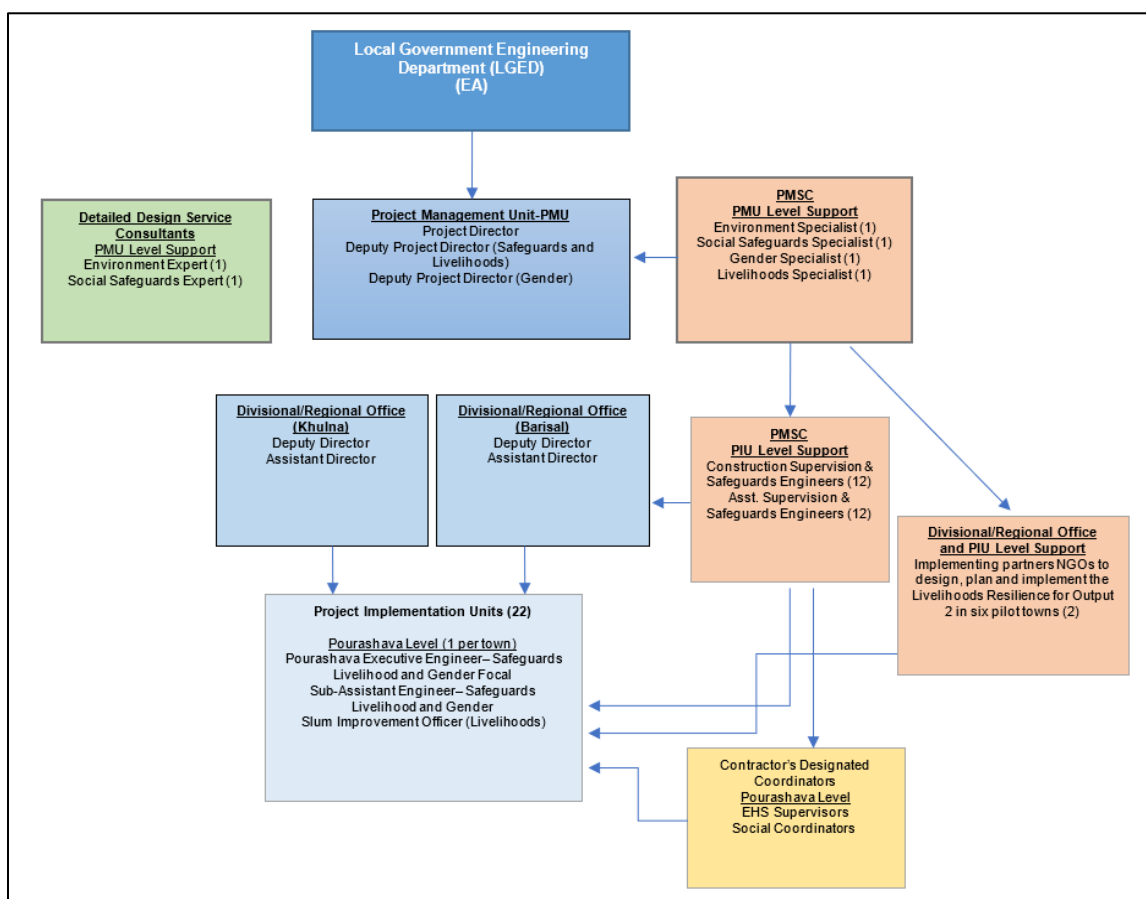 Local Government Engineering
Department (LGED)
(EA)
Detailed Design Service
Consultants
PMU Level Support
Environment Expert (1)
Social Safeguards Expert (1)
Project Management Unit-PMU
Project Director
Deputy Project Director (Safeguards and
Livelihoods)
Deputy Project Director (Gender)
PMSC
PMU Level Support
Environment Specialist (1)
Social Safeguards Specialist (1)
Gender Specialist (1)
Livelihoods Specialist (1)
Divisional/Regional Office
(Khulna)
Deputy Director
Assistant Director
Divisional/Regional Office
(Barisal)
Deputy Director
Assistant Director
PMSC
PIU Level Support
Construction Supervision &
Safeguards Engineers (12)
Asst. Supervision &
Safeguards Engineers (12)
Divisional/Regional Office
and PIU Level Support
Implementing partners NGOs to
design, plan and implement the
Livelihoods Resilience for Output
2 in six pilot towns (2)
Project Implementation Units (22)
Pourashava Level (1 per town)
Pourashava Executive Engineer– Safeguards
Livelihood and Gender Focal
Sub-Assistant Engineer– Safeguards
Livelihood and Gender
Slum Improvement Officer (Livelihoods)
Contractor's Designated
Coordinators
Pourashava Level
EHS Supervisors
Social Coordinators